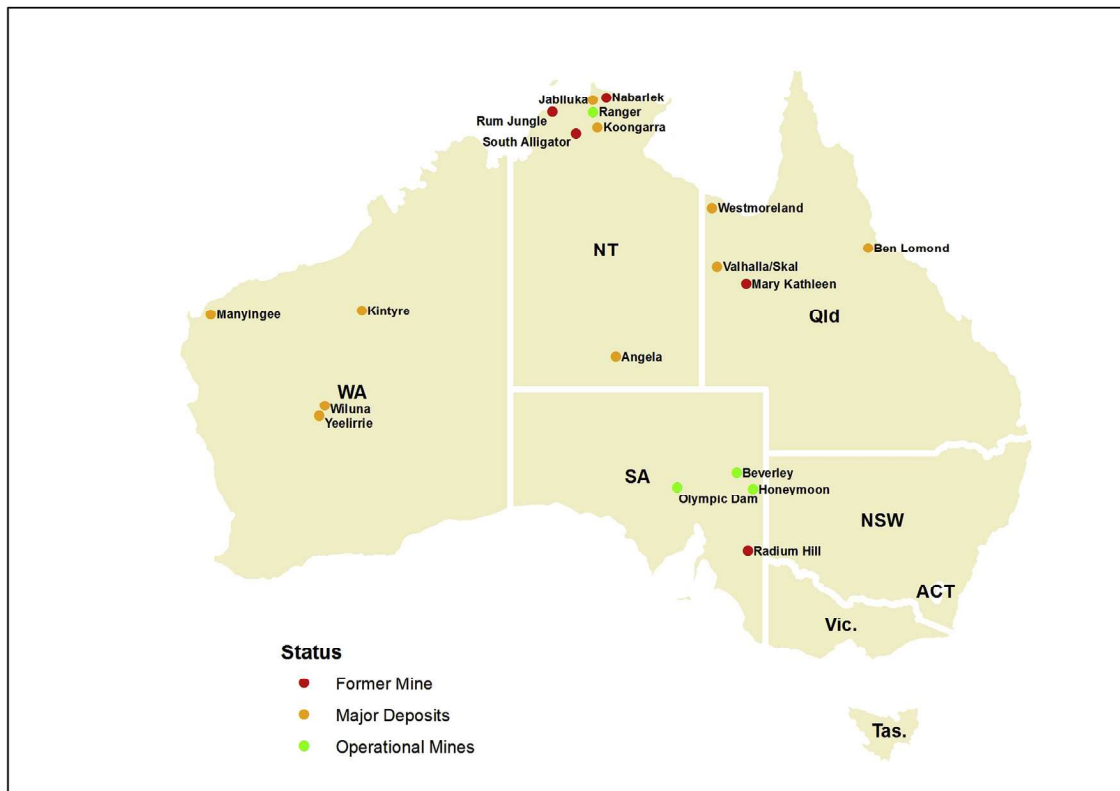 Nabarlek
Jabiluka
Ranger
Rum Jungle
Koongarra
South Alligator
Westmoreland
NT
Ben Lomond
Valhalla/Skal
Mary Kathleen
Manyingee
Kintyre
Qld
Angela
WA
Wiluna
Yeelirrie
Beverley
SA
Honeymoon
Olympic Dam
NSW
Radium Hill
ACT
Vic.
Status
Former Mine
Major Deposits
Tas.
Operational Mines